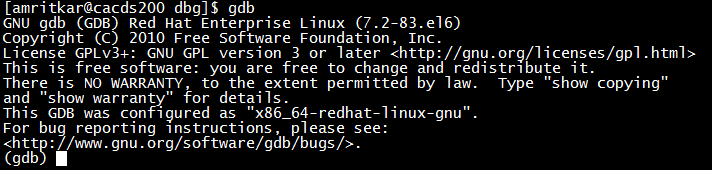 [amritkar@cacds200 dbg]$ gdb
GNU gdb (GDB) Red Hat Enterprise Linux (7.2-83.el6)
Copyright (C) 2010 Free Software Foundation, Inc.
License GPLv3+: GNU GPL version 3 or later <http://gnu.org/licenses/gpl.html>
This is free software: you are free to change and redistribute it.
There is NO WARRANTY, to the extent permitted by law.  Type "show copying"
and "show warranty" for details.
This GDB was configured as "x86_64-redhat-linux-gnu".
For bug reporting instructions, please see:
<http://www.gnu.org/software/gdb/bugs/>.
(gdb)